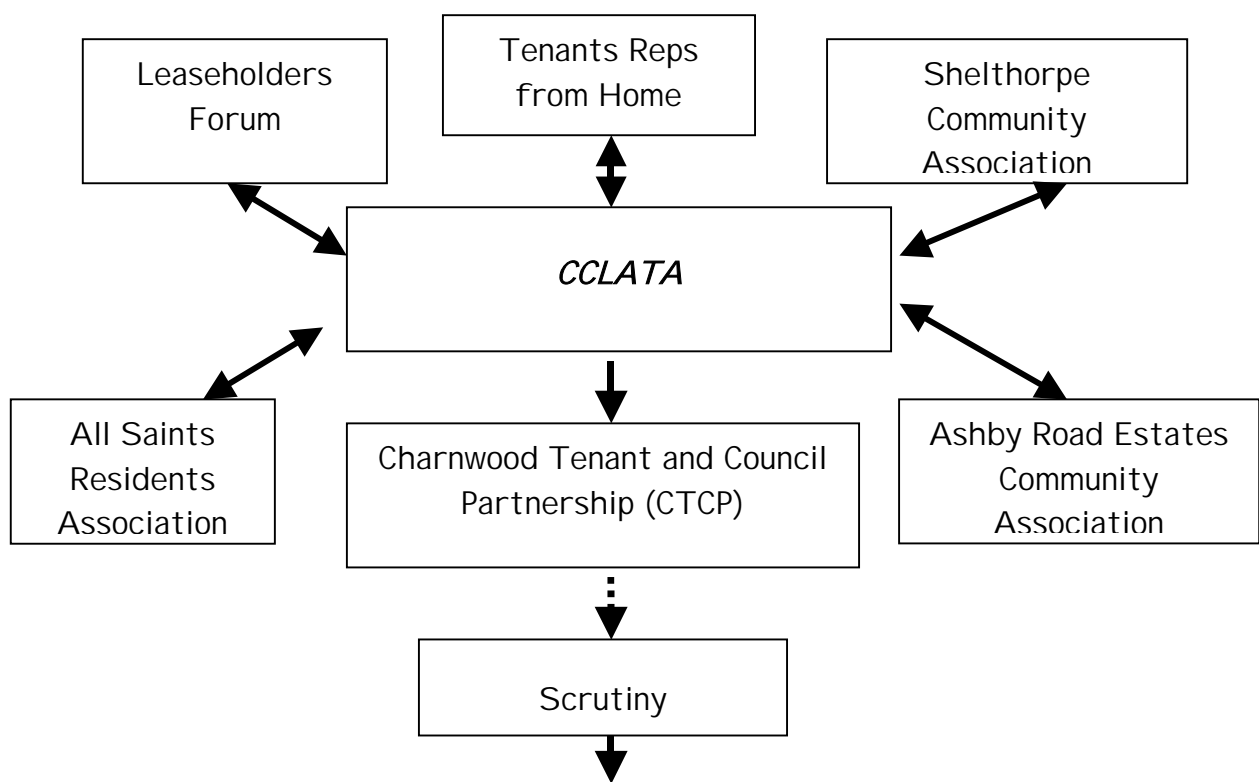 Leaseholders
Forum
Tenants Reps
from Home
Shelthorpe
Community
Association
CCLATA
All Saints
Residents
Association
Charnwood Tenant and Council
Partnership (CTCP)
Ashby Road Estates
Community
Association
Scrutiny